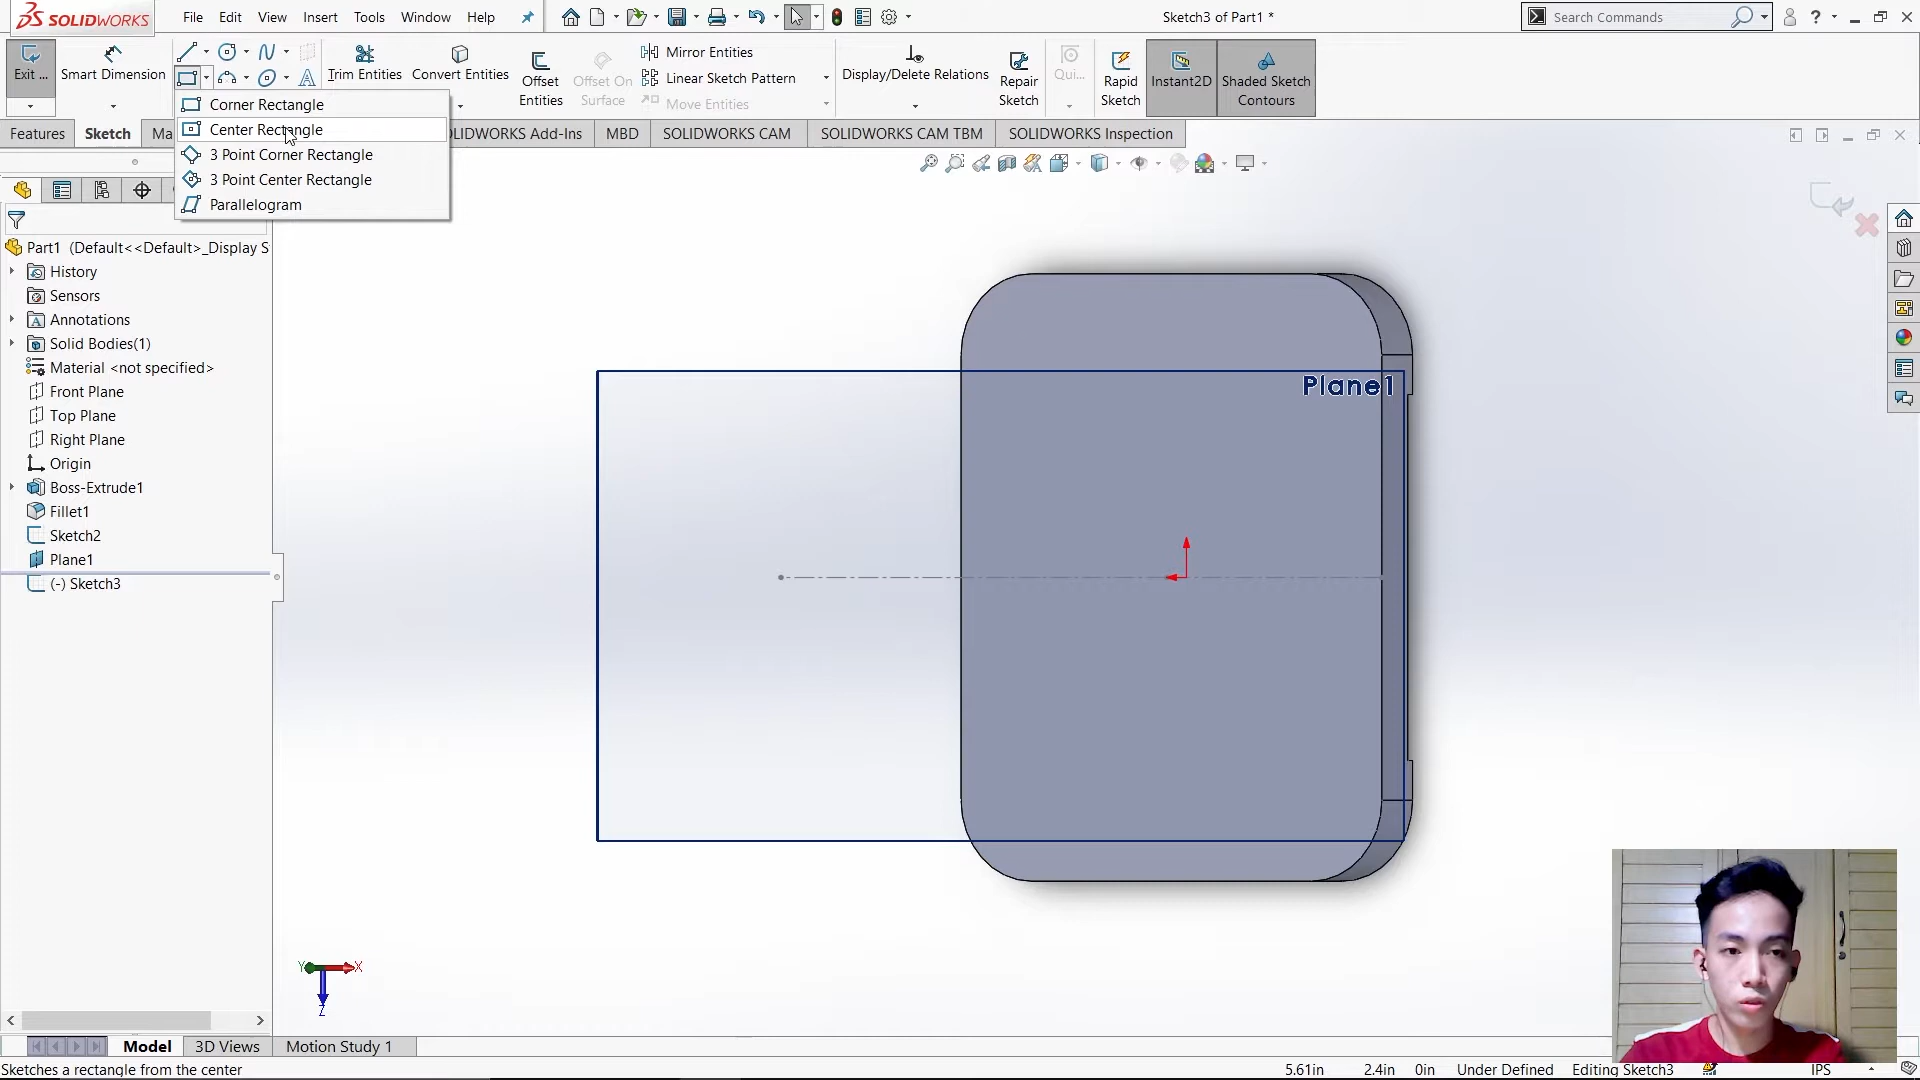 SOLIDWORKS
File Edit View Insert Tools Window Help
Sketch3 of Part1 *
Search Commands
Exit ...
Smart Dimension
Trim Entities
Convert Entities
Offset Entities
Offset On Surface
Mirror Entities
Linear Sketch Pattern
Move Entities
Display/Delete Relations
Repair Sketch
Qui...
Rapid Sketch
Instant2D
Shaded Sketch Contours
Corner Rectangle
Center Rectangle
3 Point Corner Rectangle
3 Point Center Rectangle
Parallelogram
Features Sketch Ma OLIDWORKS Add-Ins MBD SOLIDWORKS CAM SOLIDWORKS CAM TBM SOLIDWORKS Inspection
Part1 (Default<<Default>_Display S
History
Sensors
Annotations
Solid Bodies(1)
Material <not specified>
Front Plane
Top Plane
Right Plane
Origin
Boss-Extrude1
Fillet1
Sketch2
Plane1
(-) Sketch3
Plane1
Y X
Z
Model 3D Views Motion Study 1
Sketches a rectangle from the center
5.61in 2.4in 0in Under Defined Editing Sketch3 IPS